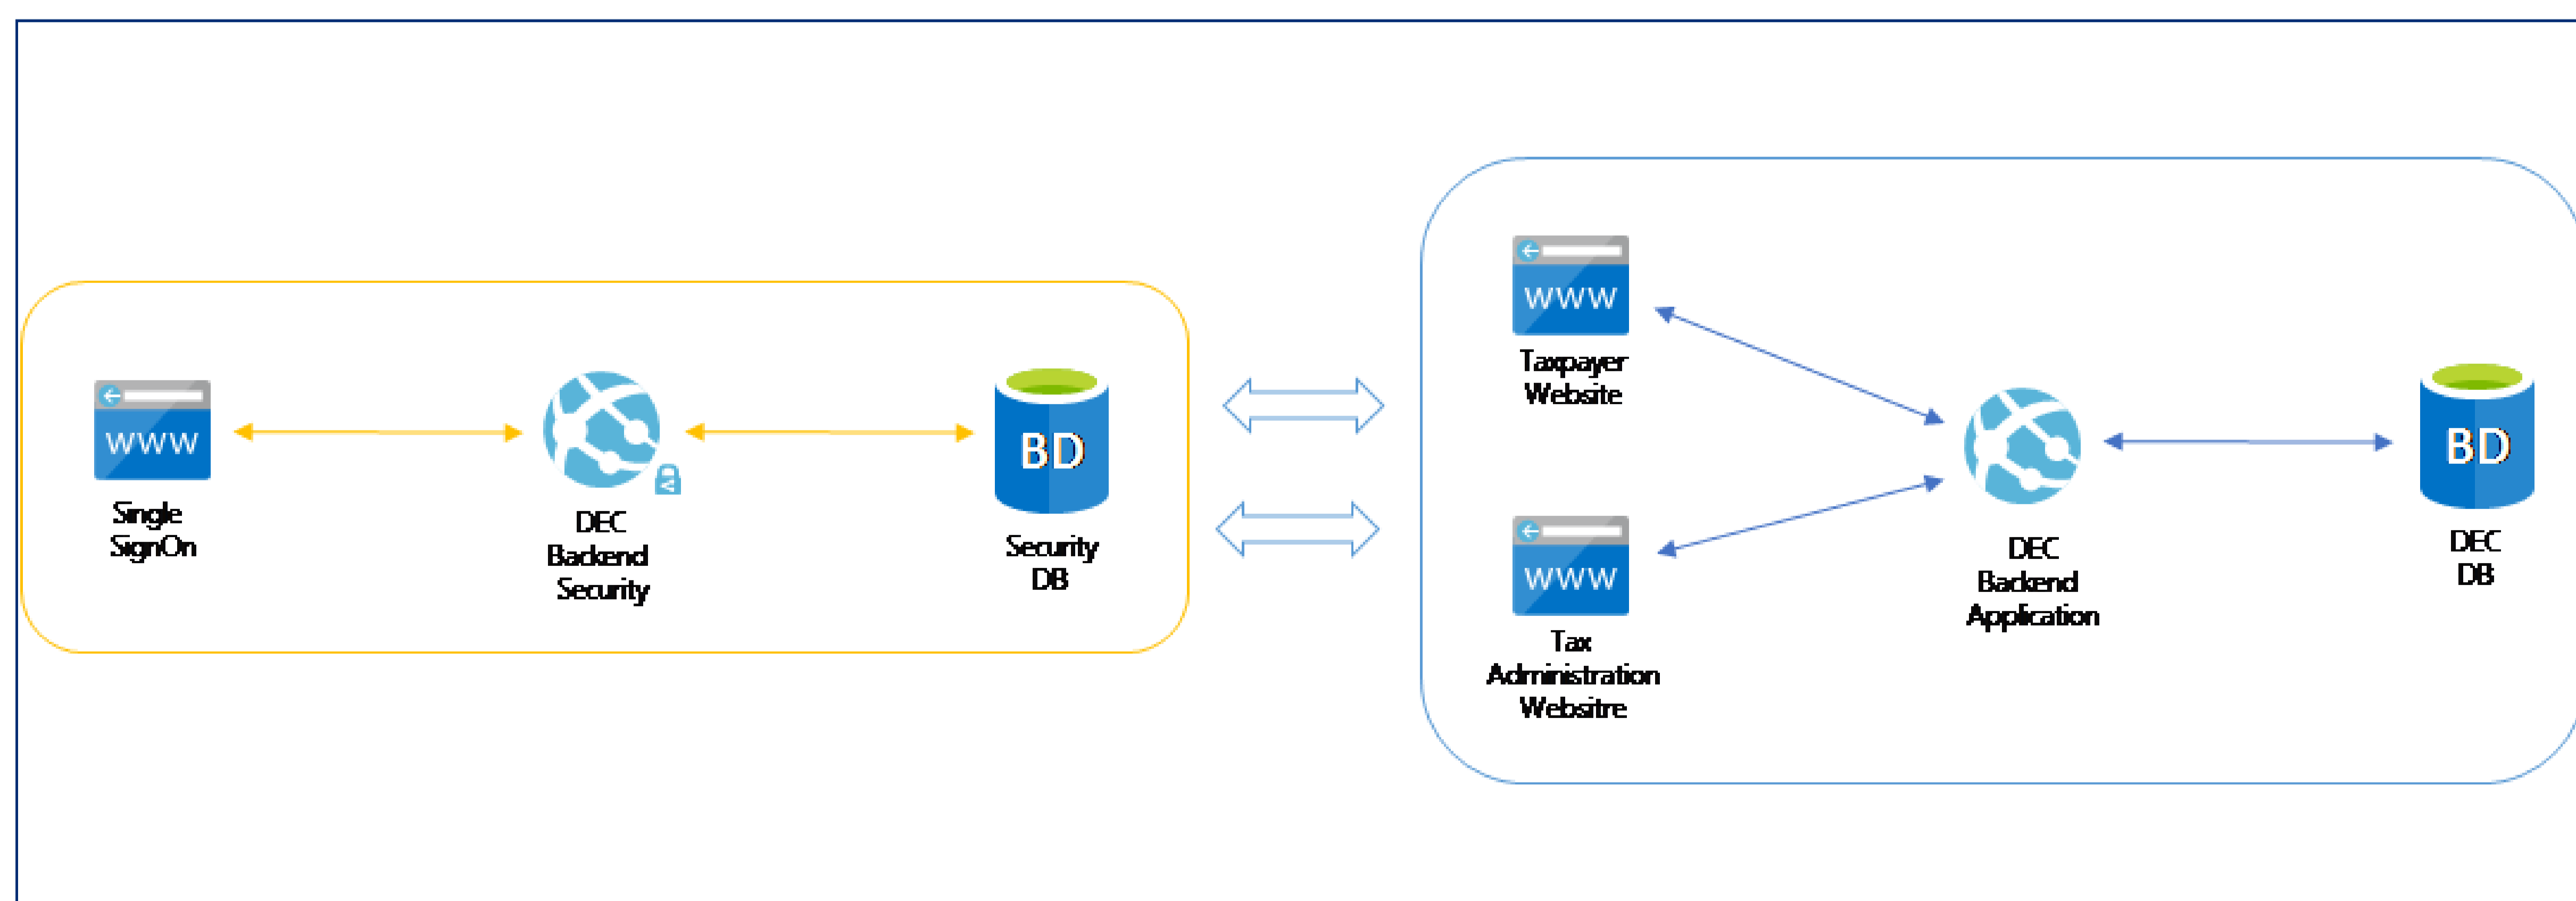 WWW
Single
SignOn
DEC
Backend
Security
BD
Security
DB
WWW
Taxpayer
Website
WWW
Tax
Administration
Websitre
DEC
Backend
Application
BD
DEC
DB